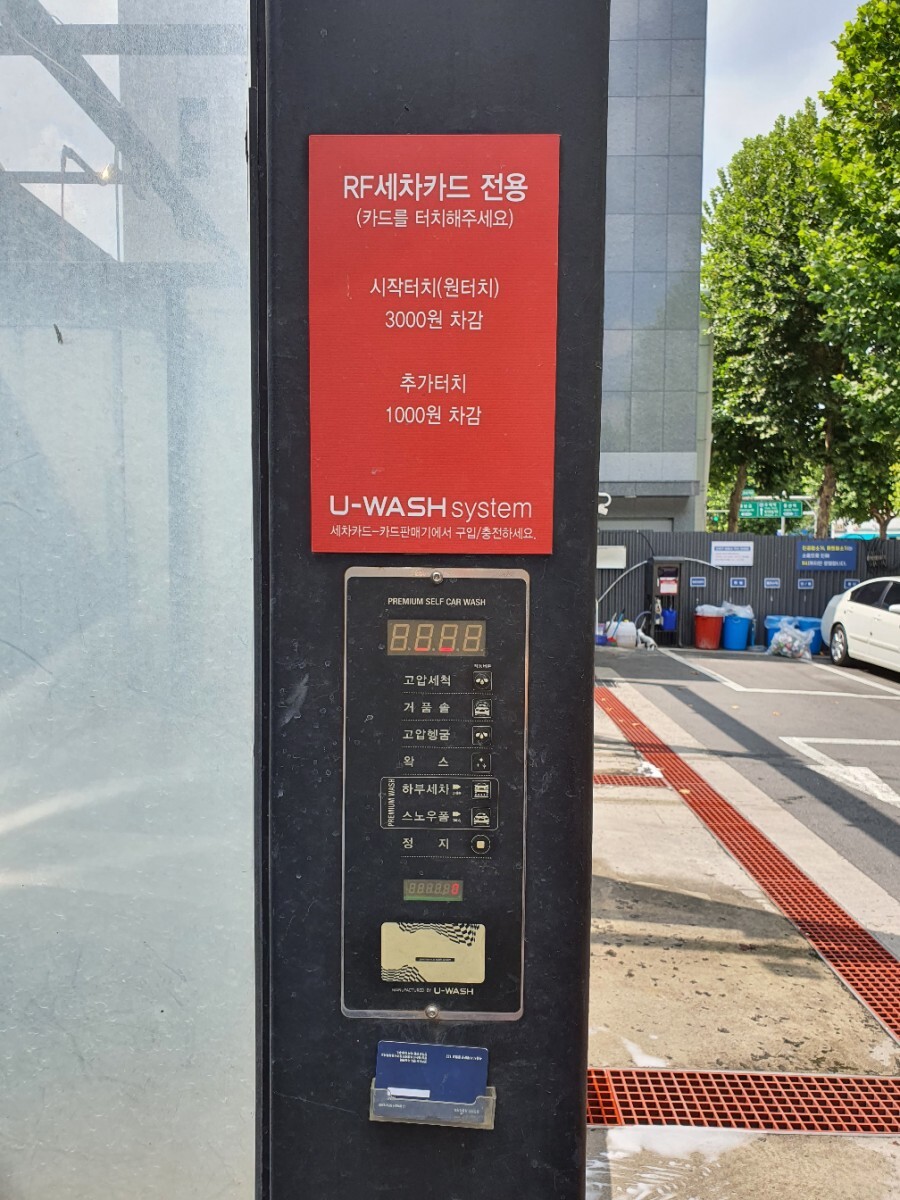 RF세차카드 전용
(카드를 터치해주세요)
시작터치(원터치)
3000원 차감
추가터치
1000원 차감
U-WASH system
세차카드-카드판매기에서 구입/충전하세요.
PREMIUM SELF CAR WASH
고압세척
거 품 솔
고압헹굼
왁 스
PREMIUM WASH
하부세차
스노우폼
정 지
MANUFACTURED BY U-WASH